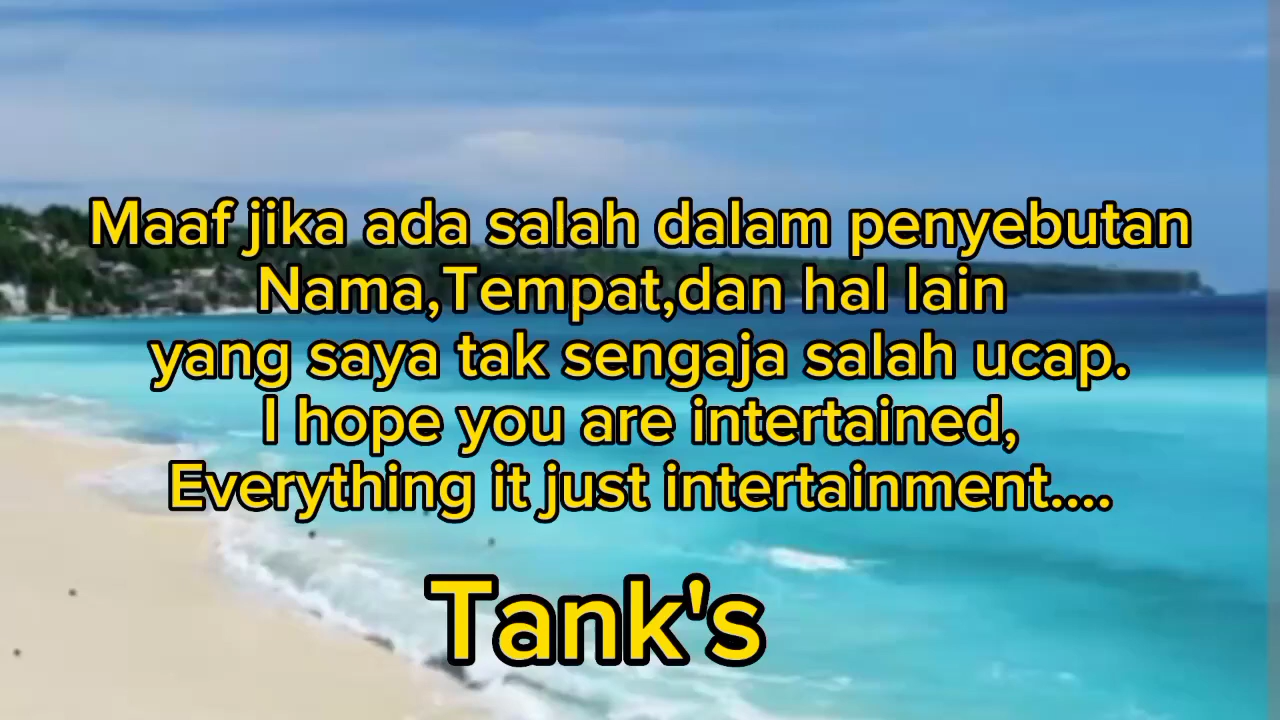 Maaf jika ada salah dalam penyebutan
Nama,Tempat,dan hal lain
yang saya tak sengaja salah ucap.
I hope you are intertained,
Everything it just intertainment....
Tank's